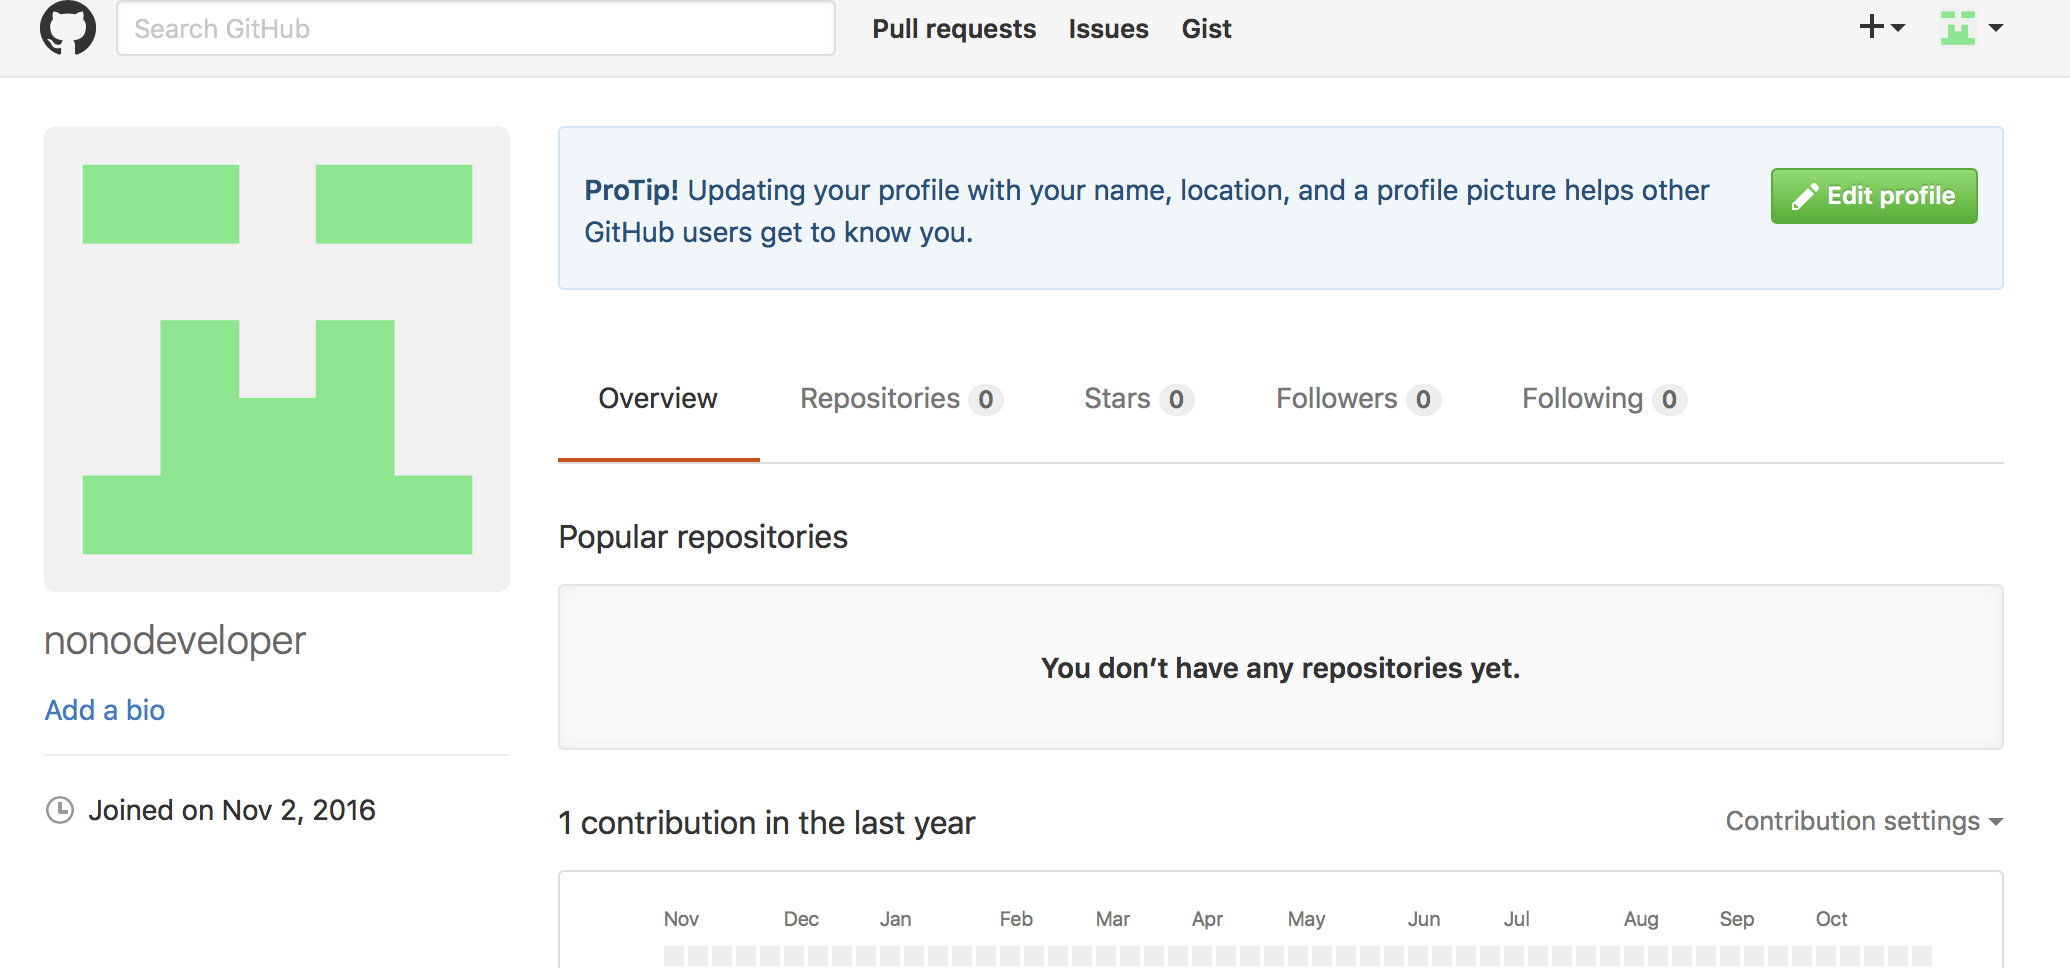 Search GitHub
Pull requests Issues Gist
ProTip! Updating your profile with your name, location, and a profile picture helps other
GitHub users get to know you.
Edit profile
Overview Repositories 0 Stars 0 Followers 0 Following 0
Popular repositories
You don’t have any repositories yet.
nonodeveloper
Add a bio
Joined on Nov 2, 2016
1 contribution in the last year
Contribution settings
Nov Dec Jan Feb Mar Apr May Jun Jul Aug Sep Oct